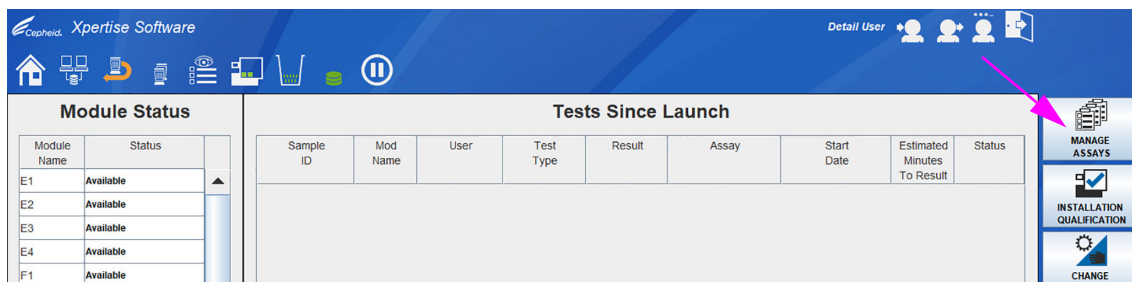 Cepheid. Xpertise Software
Detail User
Module Status
Tests Since Launch
Module Name
Status
Sample ID
Mod Name
User
Test Type
Result
Assay
Start Date
Estimated Minutes To Result
Status
E1 Available
E2 Available
E3 Available
E4 Available
F1 Available
MANAGE
ASSAYS
INSTALLATION
QUALIFICATION
CHANGE